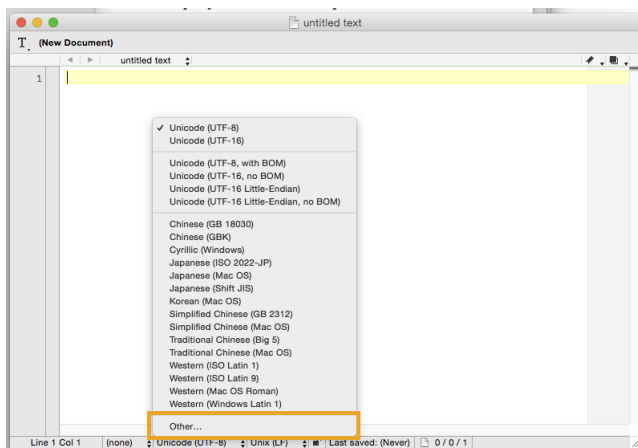 untitled text
T. (New Document)
untitled text
1
✓ Unicode (UTF-8)
Unicode (UTF-16)
Unicode (UTF-8, with BOM)
Unicode (UTF-16, no BOM)
Unicode (UTF-16 Little-Endian)
Unicode (UTF-16 Little-Endian, no BOM)
Chinese (GB 18030)
Chinese (GBK)
Cyrillic (Windows)
Japanese (ISO 2022-JP)
Japanese (Mac OS)
Japanese (Shift JIS)
Korean (Mac OS)
Simplified Chinese (GB 2312)
Simplified Chinese (Mac OS)
Traditional Chinese (Big 5)
Traditional Chinese (Mac OS)
Western (ISO Latin 1)
Western (ISO Latin 9)
Western (Mac OS Roman)
Western (Windows Latin 1)
Other...
Line 1 Col 1 (none) Unicode (UTF-8) Unix (LF) Last saved: (Never) 0 / 0 / 1